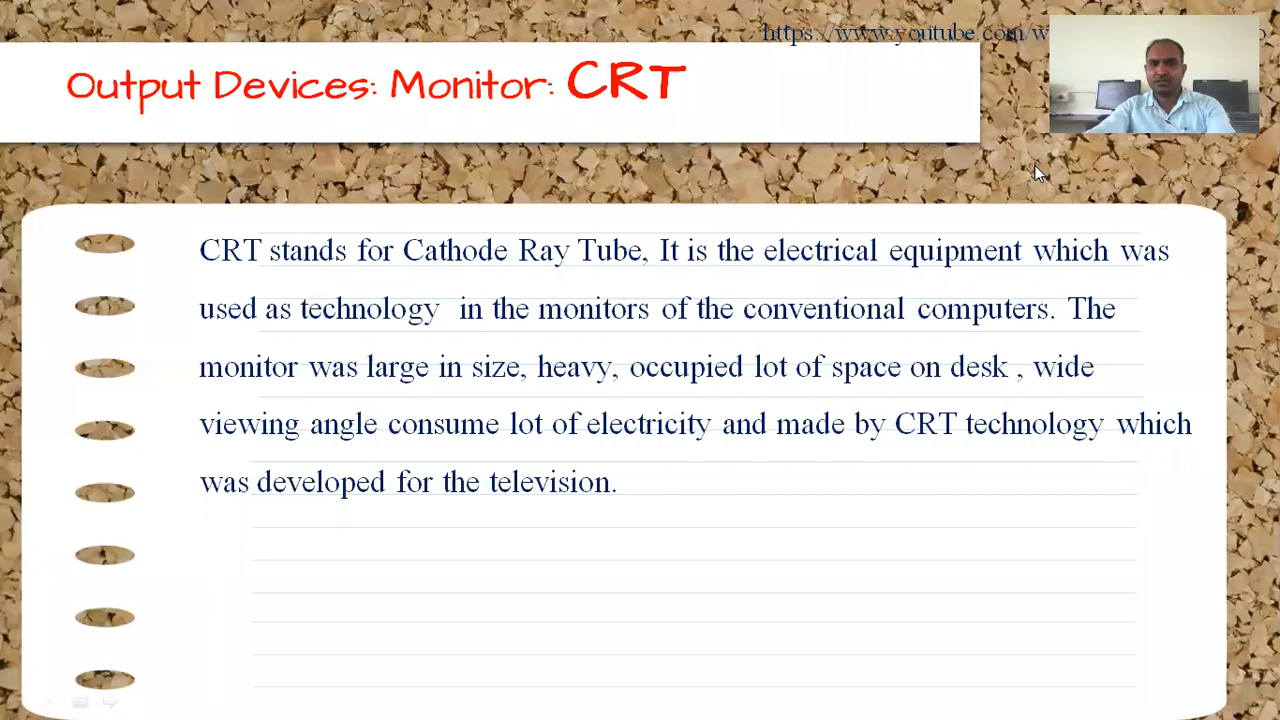 https://www.youtube.com/w
Output Devices: Monitor: CRT
CRT stands for Cathode Ray Tube, It is the electrical equipment which was
used as technology in the monitors of the conventional computers. The
monitor was large in size, heavy, occupied lot of space on desk , wide
viewing angle consume lot of electricity and made by CRT technology which
was developed for the television.